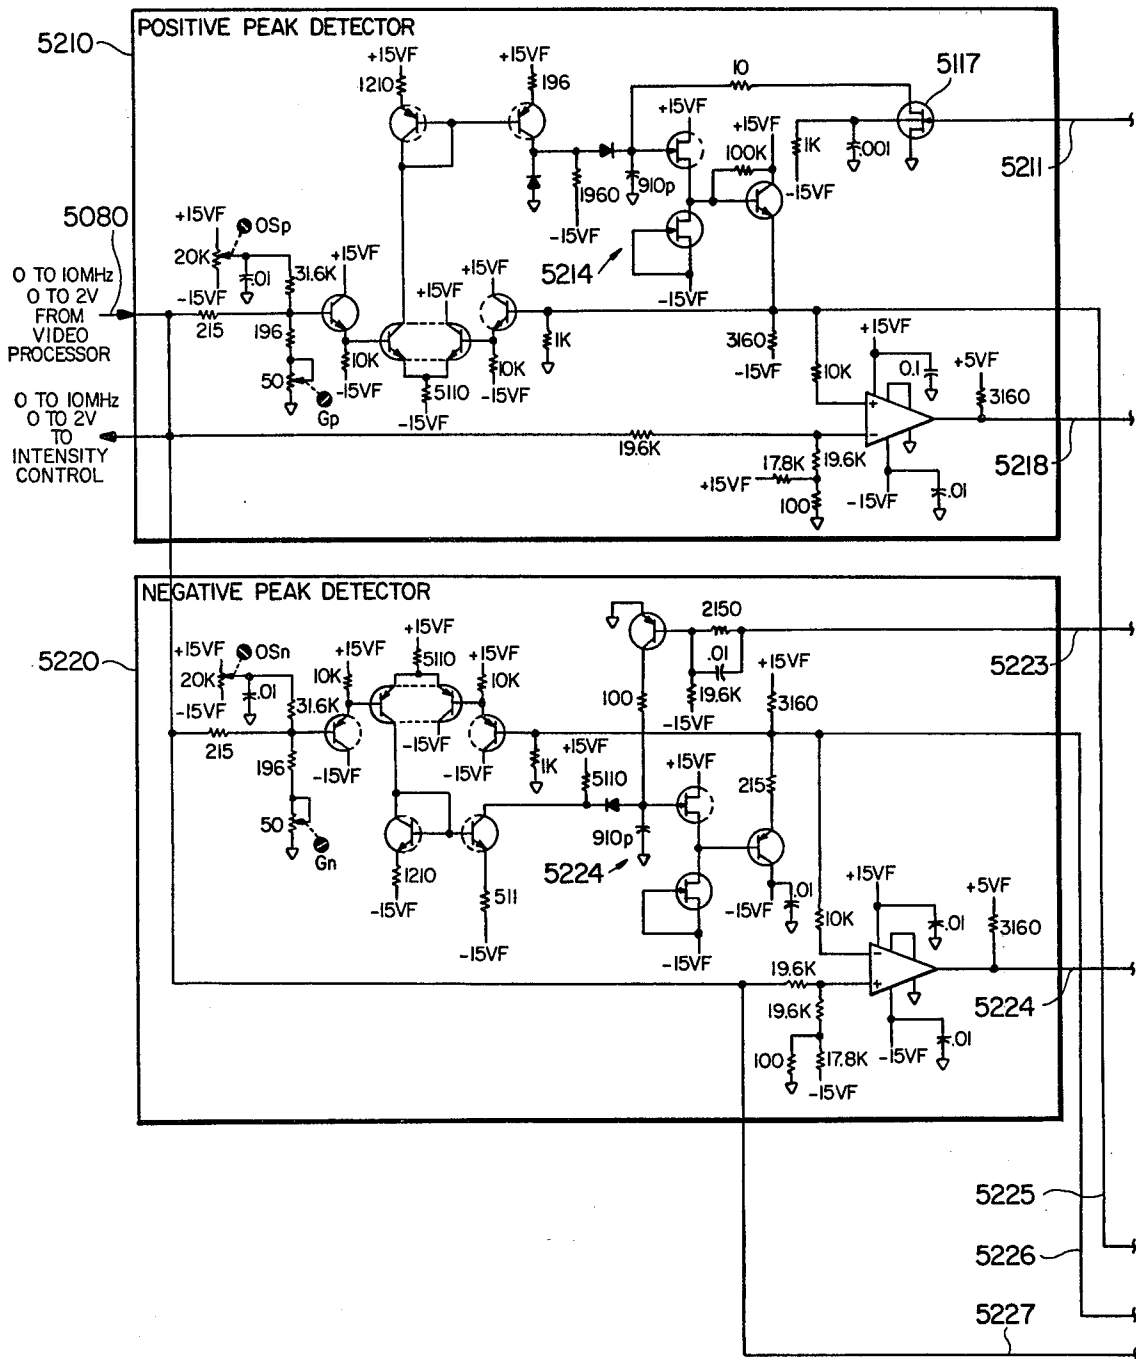 POSITIVE PEAK DETECTOR
5210
+15VF
1210
+15VF
196
10
5117
+15VF
+15VF
100K
1K
.001
5211
-15VF
910p
1960
-15VF
5214
-15VF
5080
+15VF
OSp
20K
.01
31.6K
+15VF
+15VF
+15VF
0 TO 10MHz
0 TO 2V
FROM
VIDEO
PROCESSOR
-15VF
215
196
10K
-15VF
5110
-15VF
10K
-15VF
1K
3160
-15VF
10K
+15VF
0.1
+5VF
3160
50
Gp
0 TO 10MHz
0 TO 2V
TO
INTENSITY
CONTROL
+
-
19.6K
19.6K
17.8K
+15VF
100
-15VF
.01
5218
NEGATIVE PEAK DETECTOR
5220
+15VF
OSn
20K
.01
-15VF
31.6K
215
196
50
Gn
+15VF
10K
+15VF
5110
+15VF
10K
-15VF
-15VF
-15VF
1K
2150
.01
19.6K
-15VF
100
5223
+15VF
3160
+15VF
5110
+15VF
215
910p
5224
1210
-15VF
511
-15VF
-15VF
-15VF
.01
10K
+15VF
.01
+5VF
3160
-
+
19.6K
19.6K
100
17.8K
-15VF
-15VF
.01
5224
5225
5226
5227